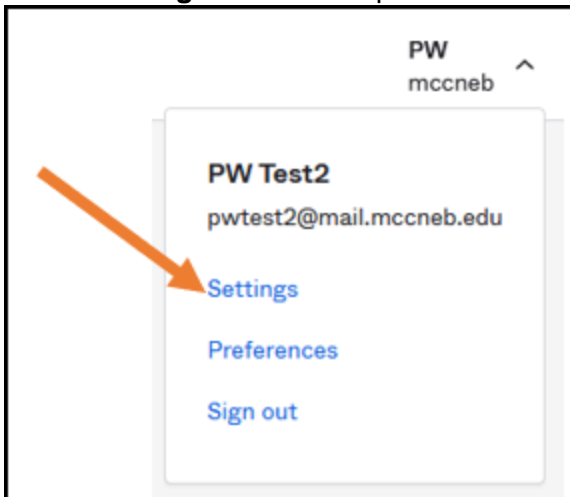 PW
mccneb
PW Test2
pwtest2@mail.mccneb.edu
Settings
Preferences
Sign out